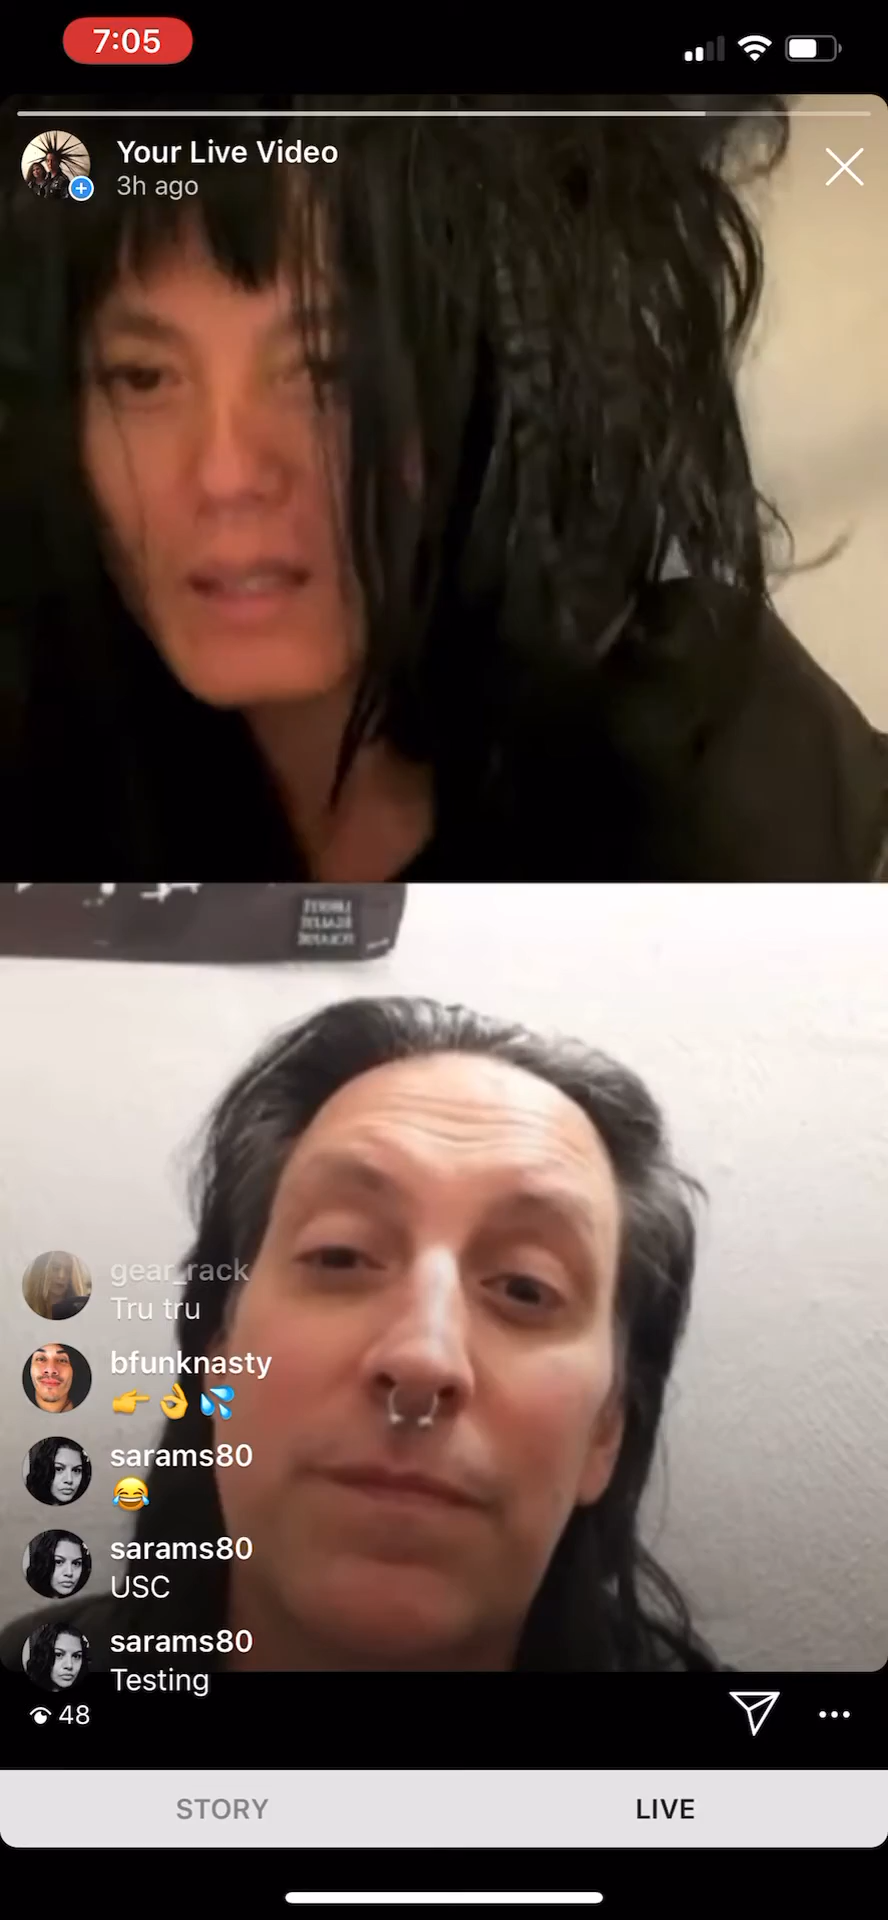 7:05
Your Live Video
3h ago
gear_rack
Tru tru
bfunknasty
👉👌💦
sarams80
😂
sarams80
USC
sarams80
Testing
48
STORY
LIVE